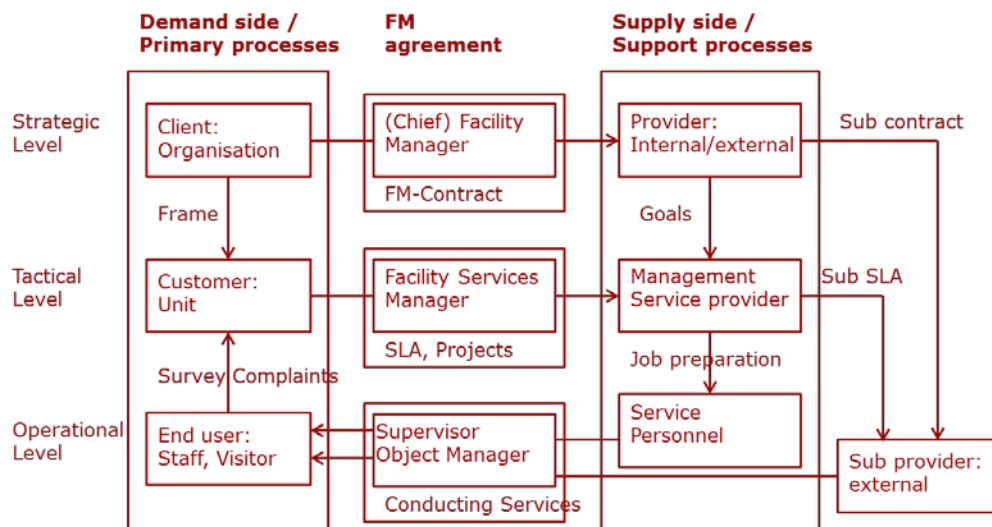 Demand side /
Primary processes
FM
agreement
Supply side /
Support processes
Strategic
Level
Client:
Organisation
(Chief) Facility
Manager
FM-Contract
Provider:
Internal/external
Sub contract
Frame
Goals
Tactical
Level
Customer:
Unit
Facility Services
Manager
SLA, Projects
Management
Service provider
Sub SLA
Survey Complaints
Job preparation
Operational
Level
End user:
Staff, Visitor
Supervisor
Object Manager
Conducting Services
Service
Personnel
Sub provider:
external